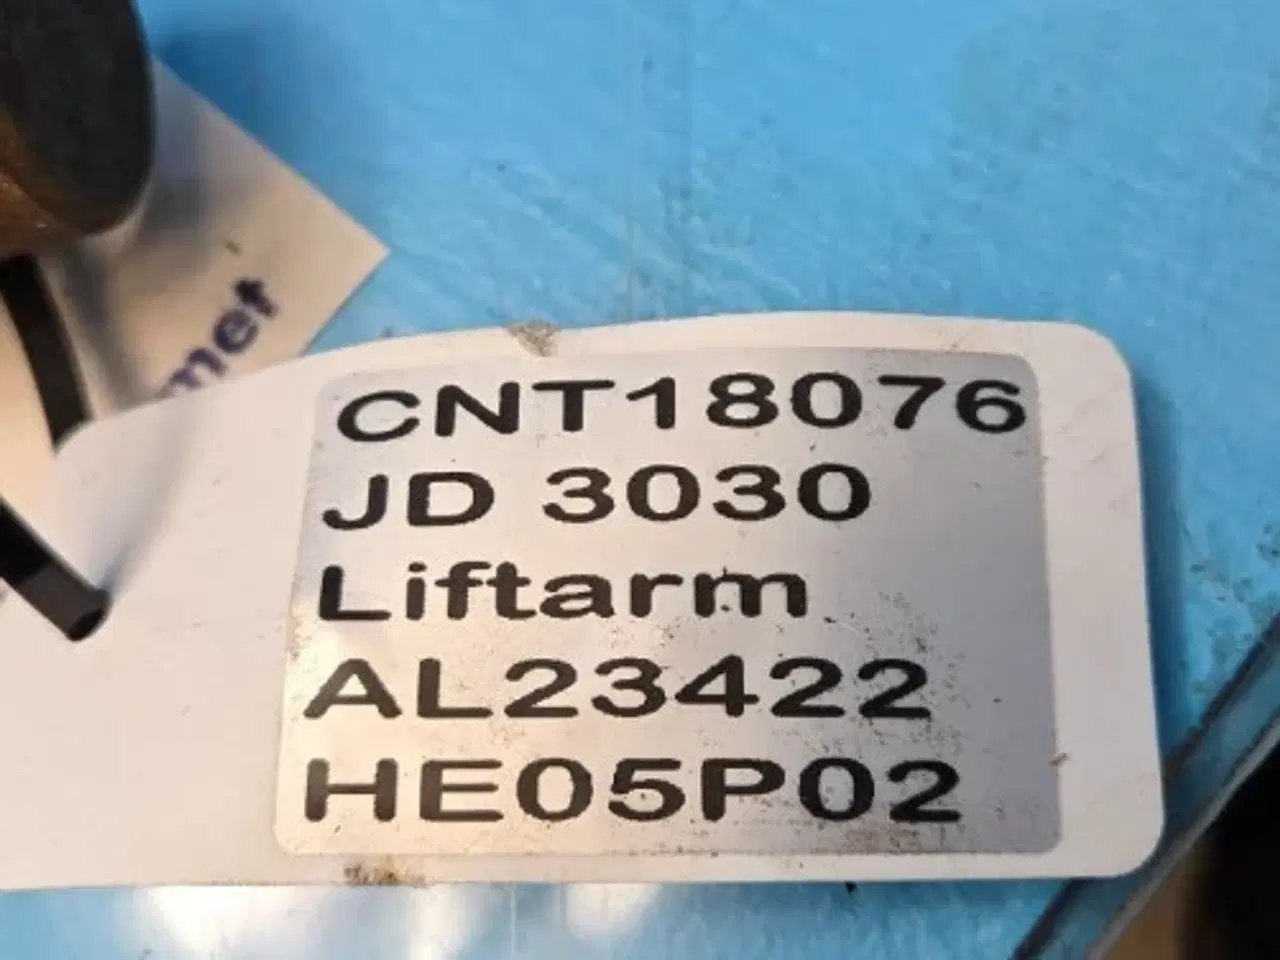 CNT18076
JD 3030
Liftarm
AL23422
HE05P02